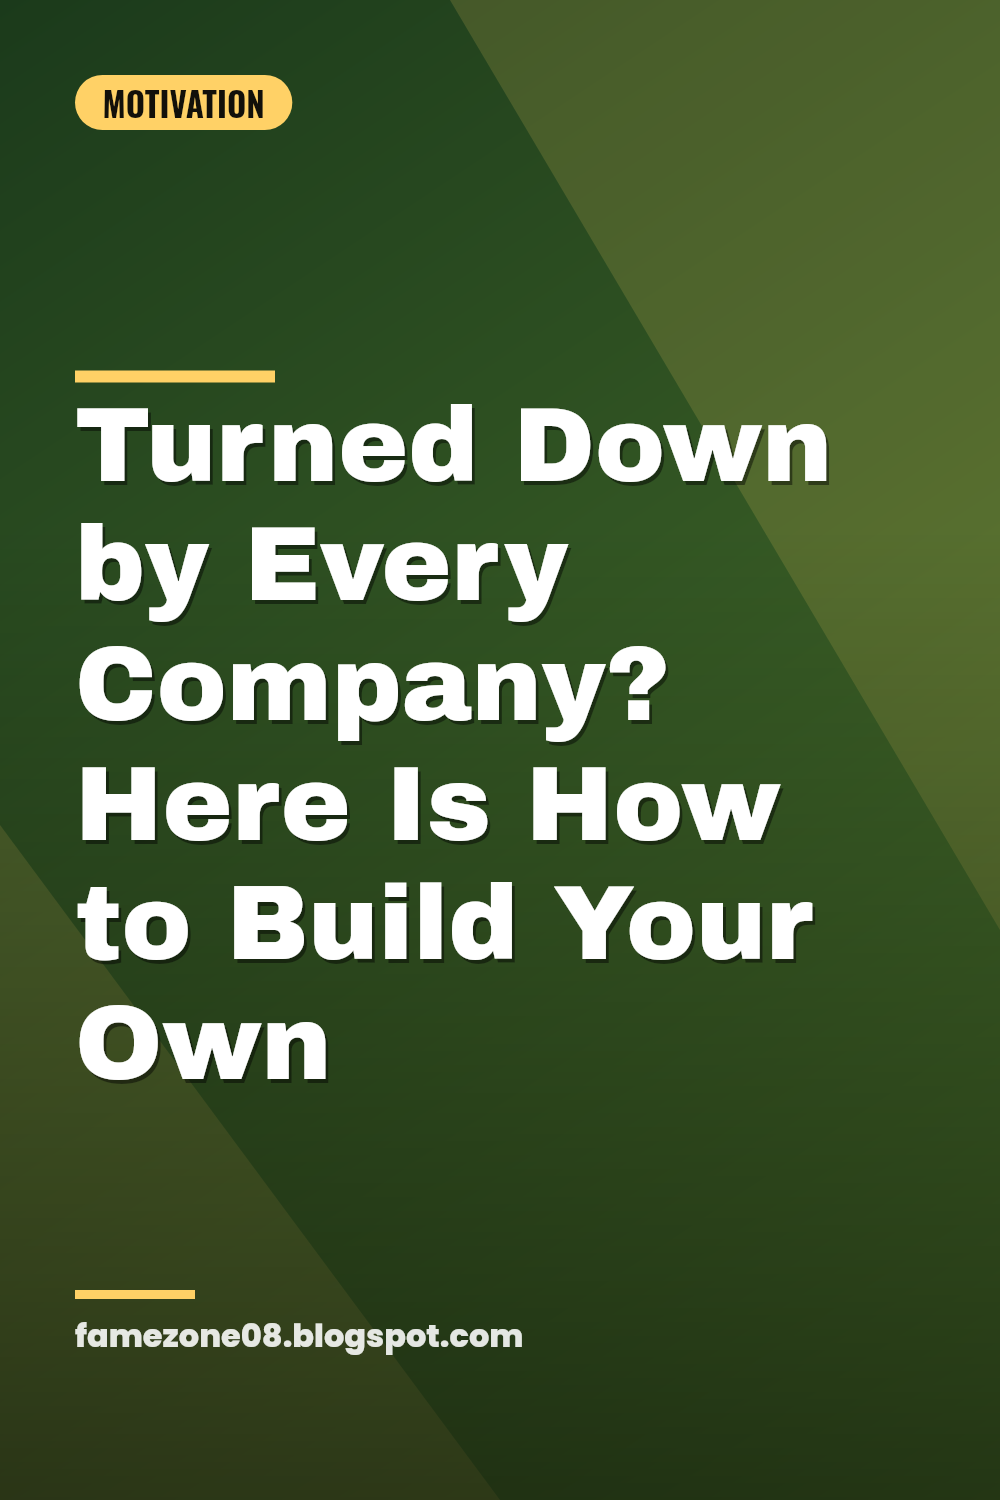 MOTIVATION
Turned Down
by Every
Company?
Here Is How
to Build Your
Own
famezone08.blogspot.com